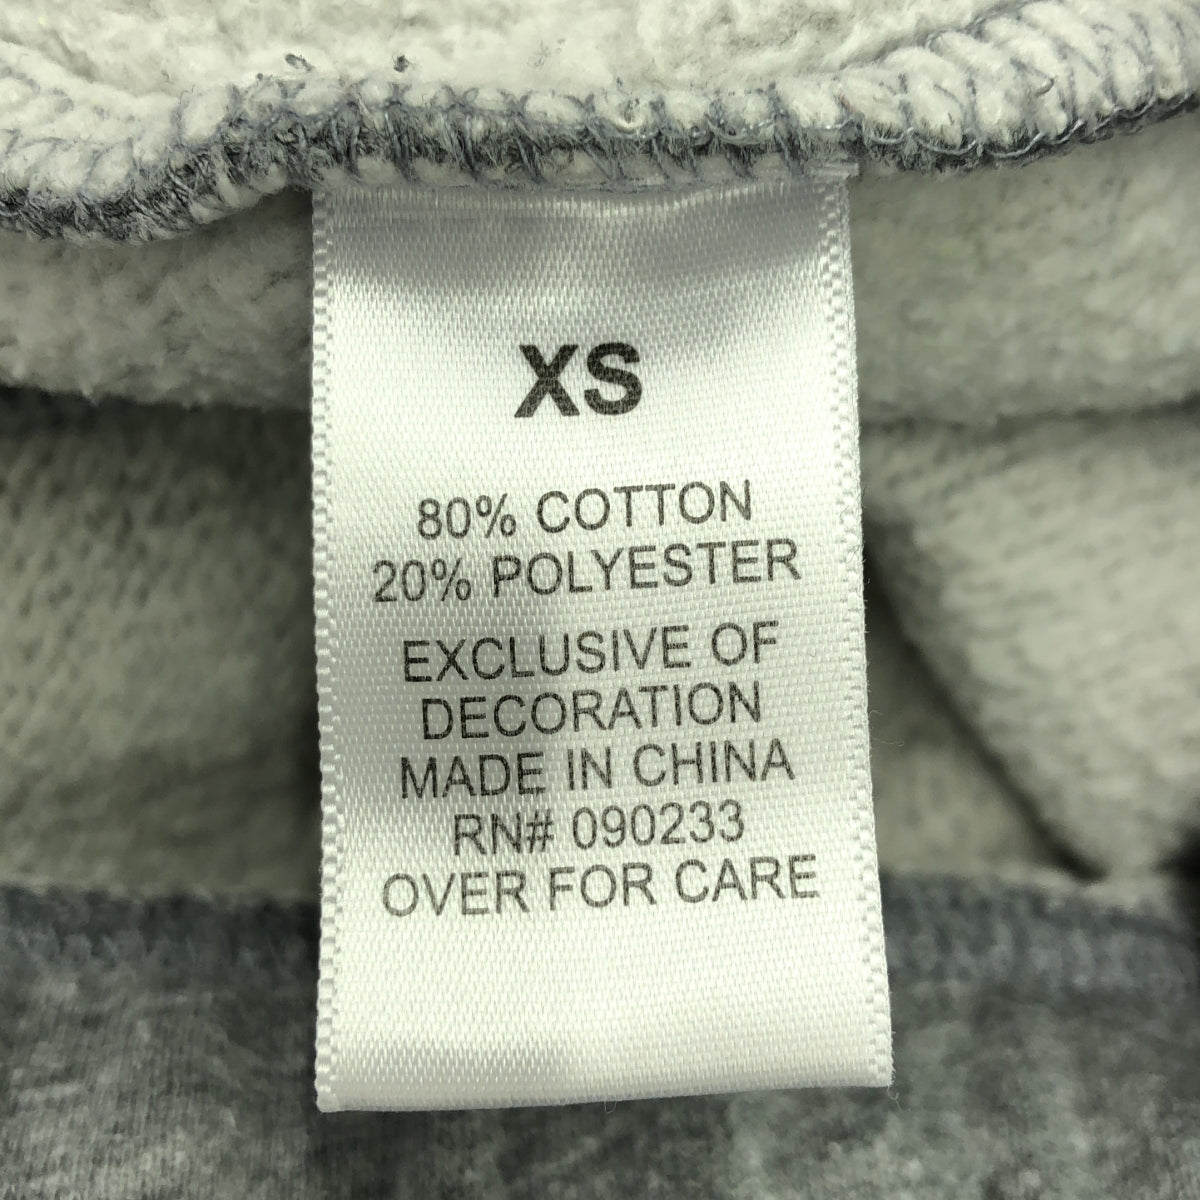 XS
80% COTTON
20% POLYESTER
EXCLUSIVE OF
DECORATION
MADE IN CHINA
RN# 090233
OVER FOR CARE